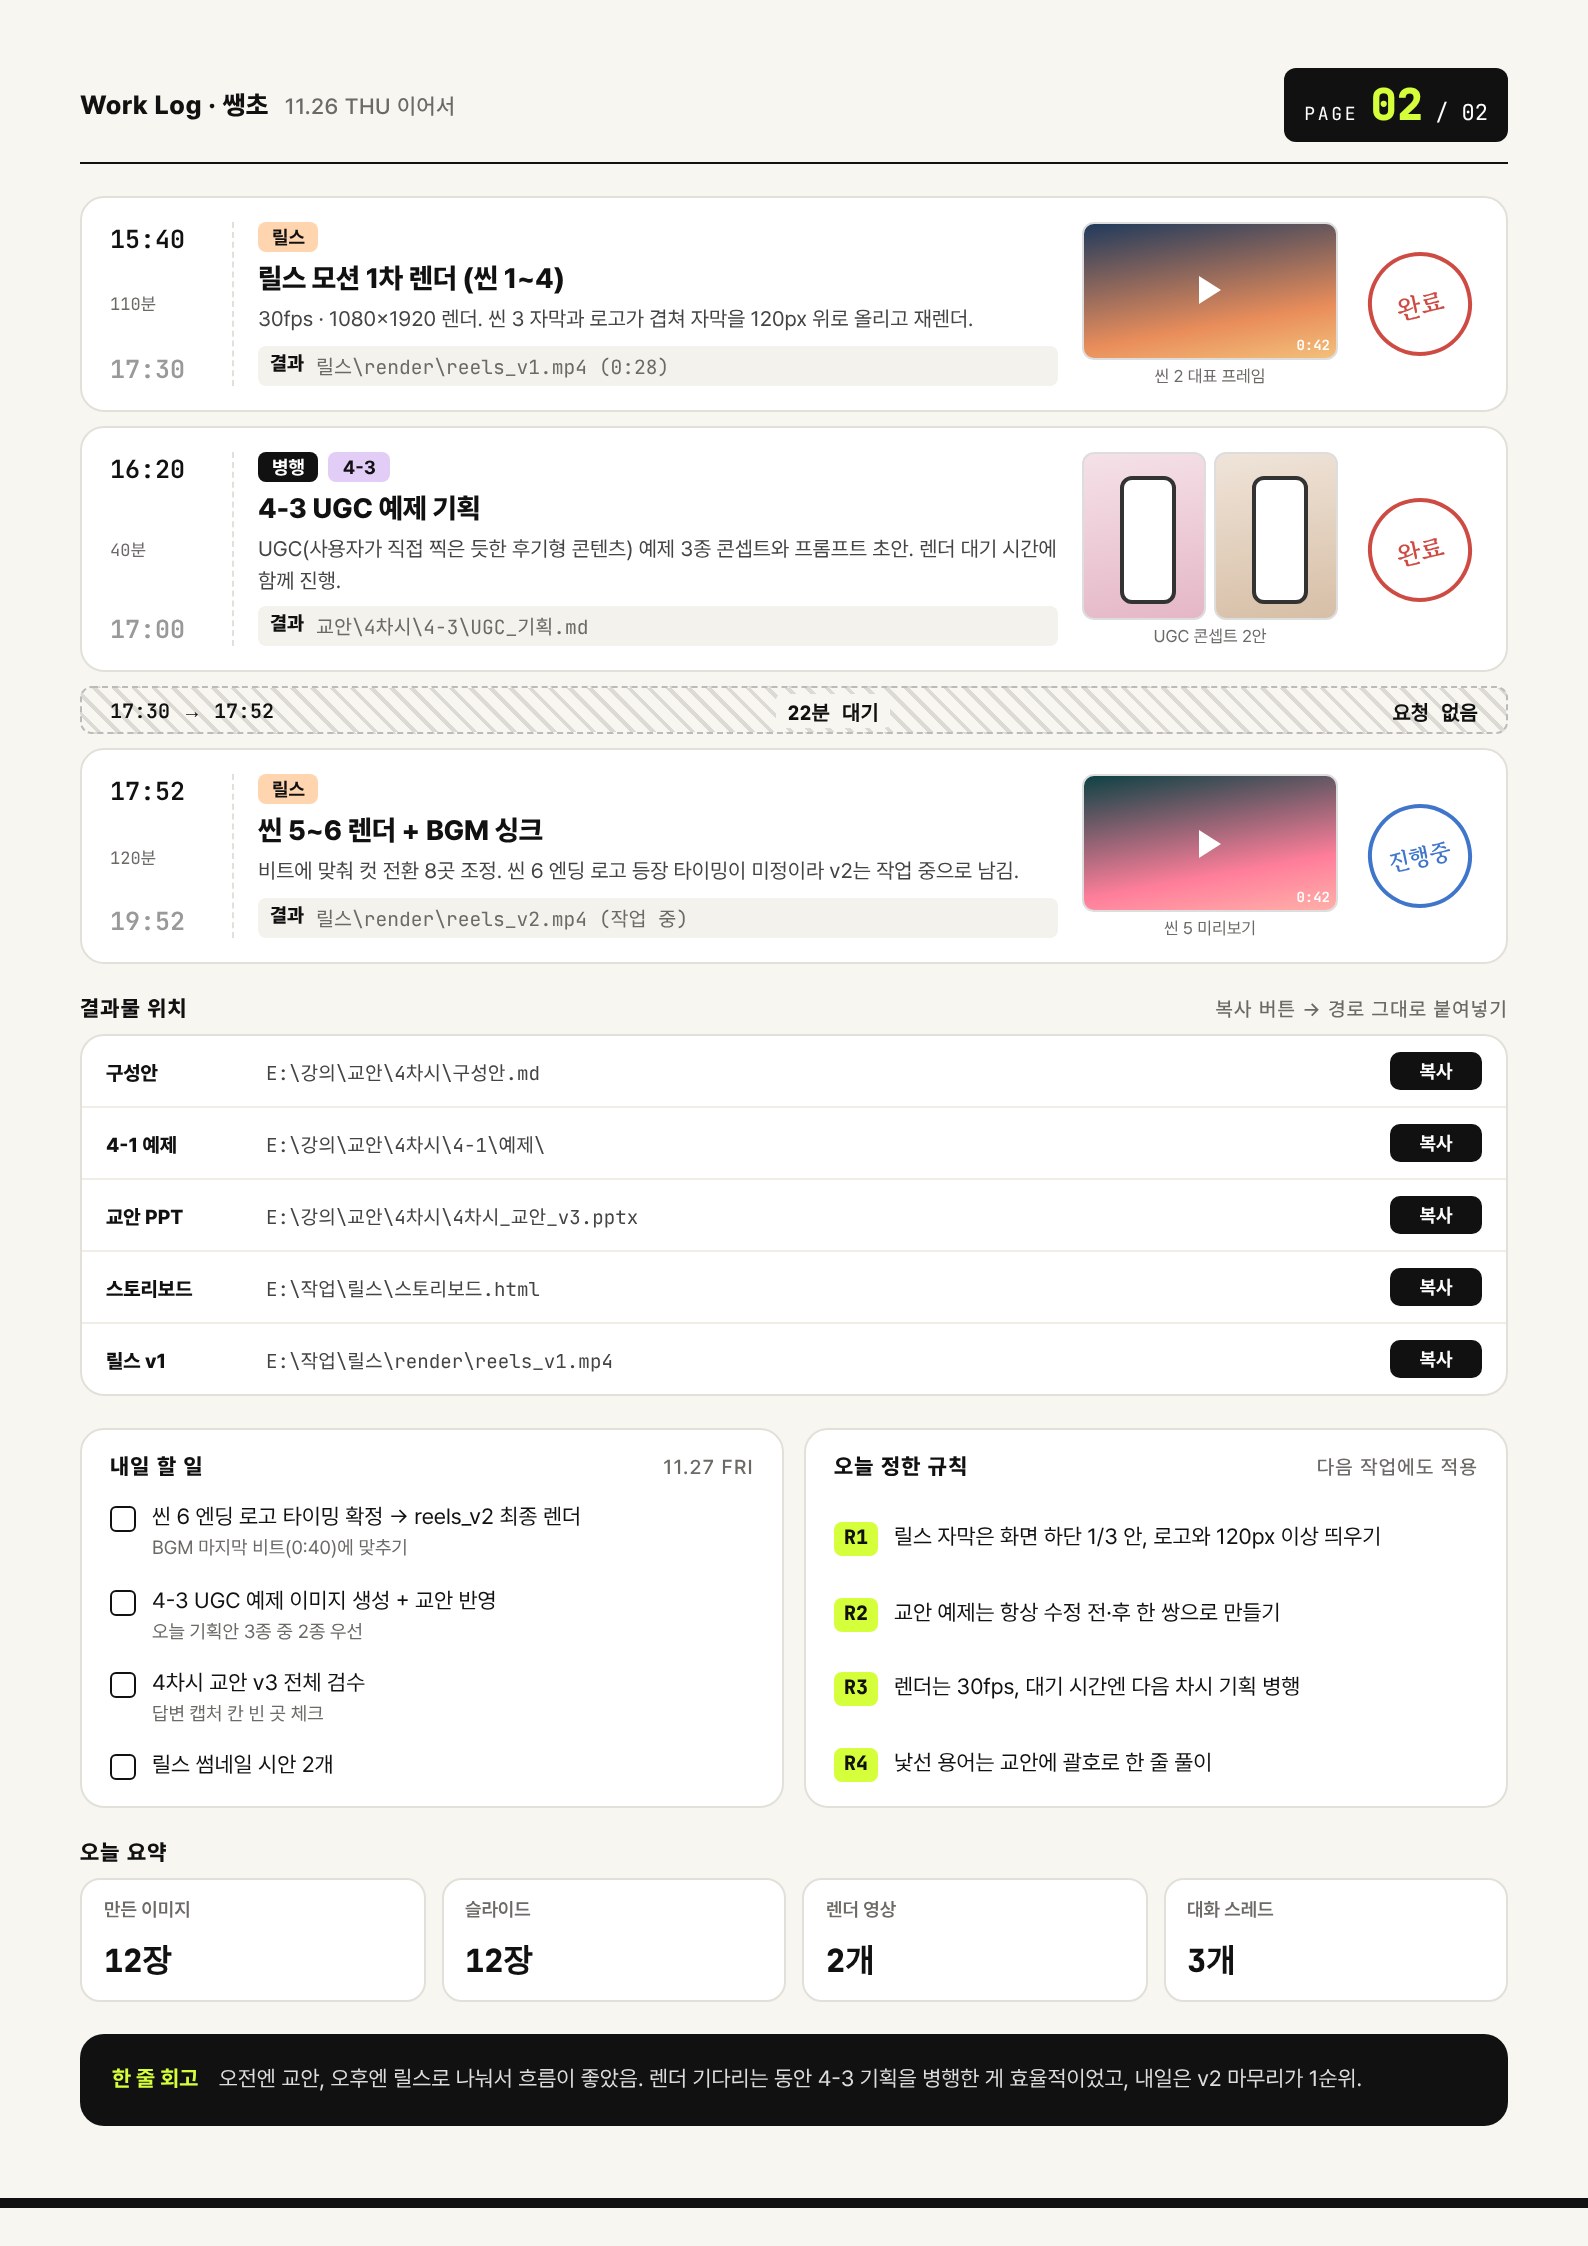 Work Log · 쌩초 11.26 THU 이어서
PAGE 02 / 02
15:40
110분
17:30
릴스
릴스 모션 1차 렌더 (씬 1~4)
30fps · 1080×1920 렌더. 씬 3 자막과 로고가 겹쳐 자막을 120px 위로 올리고 재렌더.
결과 릴스\render\reels_v1.mp4 (0:28)
0:42
씬 2 대표 프레임
완료
16:20
40분
17:00
병행 4-3
4-3 UGC 예제 기획
UGC(사용자가 직접 찍은 듯한 후기형 콘텐츠) 예제 3종 콘셉트와 프롬프트 초안. 렌더 대기 시간에
함께 진행.
결과 교안\4차시\4-3\UGC_기획.md
UGC 콘셉트 2안
완료
17:30 → 17:52 22분 대기 요청 없음
17:52
120분
19:52
릴스
씬 5~6 렌더 + BGM 싱크
비트에 맞춰 컷 전환 8곳 조정. 씬 6 엔딩 로고 등장 타이밍이 미정이라 v2는 작업 중으로 남김.
결과 릴스\render\reels_v2.mp4 (작업 중)
0:42
씬 5 미리보기
진행중
결과물 위치 복사 버튼 → 경로 그대로 붙여넣기
구성안 E:\강의\교안\4차시\구성안.md 복사
4-1 예제 E:\강의\교안\4차시\4-1\예제\ 복사
교안 PPT E:\강의\교안\4차시\4차시_교안_v3.pptx 복사
스토리보드 E:\작업\릴스\스토리보드.html 복사
릴스 v1 E:\작업\릴스\render\reels_v1.mp4 복사
내일 할 일 11.27 FRI
씬 6 엔딩 로고 타이밍 확정 → reels_v2 최종 렌더
BGM 마지막 비트(0:40)에 맞추기
4-3 UGC 예제 이미지 생성 + 교안 반영
오늘 기획안 3종 중 2종 우선
4차시 교안 v3 전체 검수
답변 캡처 칸 빈 곳 체크
릴스 썸네일 시안 2개
오늘 정한 규칙 다음 작업에도 적용
R1 릴스 자막은 화면 하단 1/3 안, 로고와 120px 이상 띄우기
R2 교안 예제는 항상 수정 전·후 한 쌍으로 만들기
R3 렌더는 30fps, 대기 시간엔 다음 차시 기획 병행
R4 낯선 용어는 교안에 괄호로 한 줄 풀이
오늘 요약
만든 이미지
12장
슬라이드
12장
렌더 영상
2개
대화 스레드
3개
한 줄 회고 오전엔 교안, 오후엔 릴스로 나눠서 흐름이 좋았음. 렌더 기다리는 동안 4-3 기획을 병행한 게 효율적이었고, 내일은 v2 마무리가 1순위.